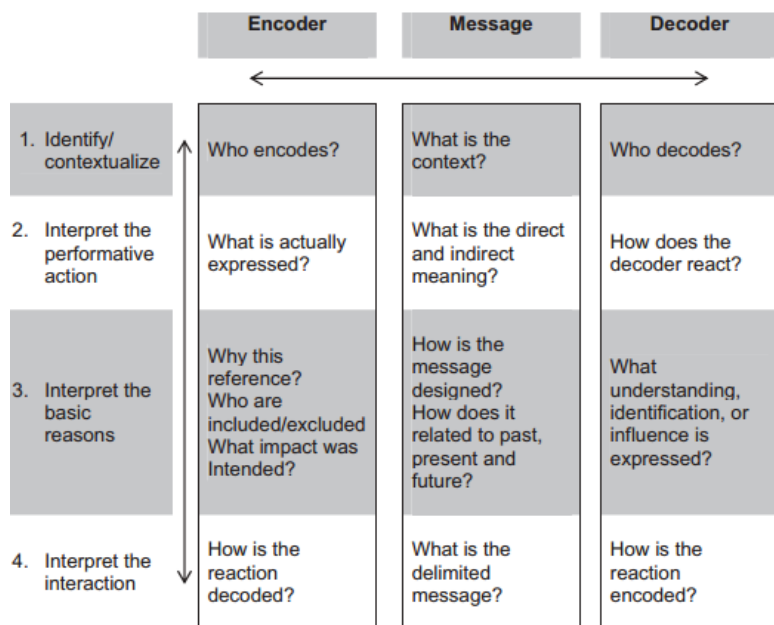 Encoder
Message
Decoder
1. Identify/
contextualize
Who encodes?
What is the
context?
Who decodes?
2. Interpret the
performative
action
What is actually
expressed?
What is the direct
and indirect
meaning?
How does the
decoder react?
3. Interpret the
basic
reasons
Why this
reference?
Who are
included/excluded
What impact was
Intended?
How is the
message
designed?
How does it
related to past,
present and
future?
What
understanding,
identification, or
influence is
expressed?
4. Interpret the
interaction
How is the
reaction
decoded?
What is the
delimited
message?
How is the
reaction
encoded?